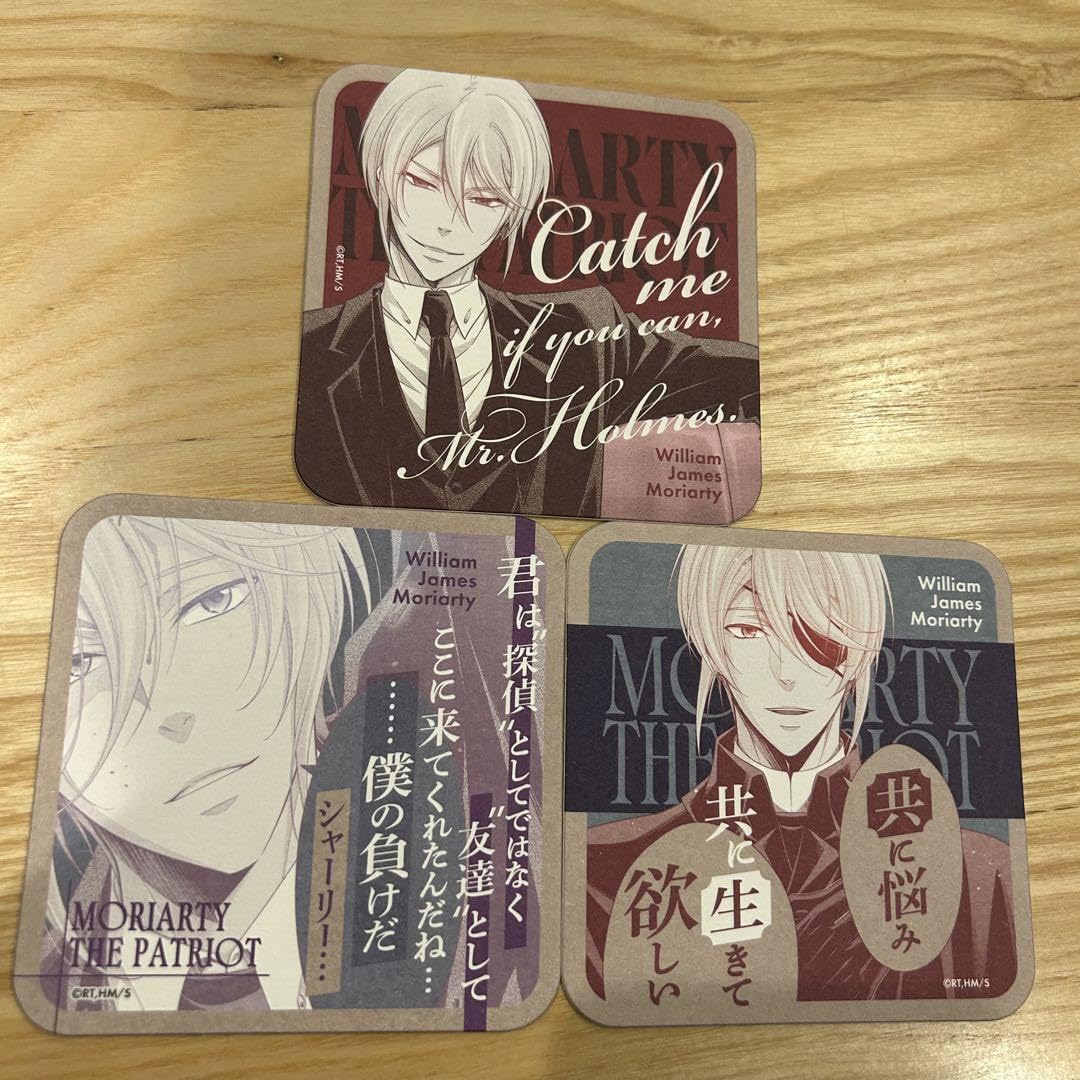 MORIARTY
THE PATRIOT
Catch
me
if you can,
Mr. Holmes.
William
James
Moriarty
©RT,HM/S
William
James
Moriarty
君は"探偵"としてではなく
"友達"として
ここに来てくれたんだね…
……僕の負けだ
シャーリー…
MORIARTY
THE PATRIOT
©RT,HM/S
William
James
Moriarty
MORIARTY
THE PATRIOT
共に悩み
共に生きて
欲しい
©RT,HM/S